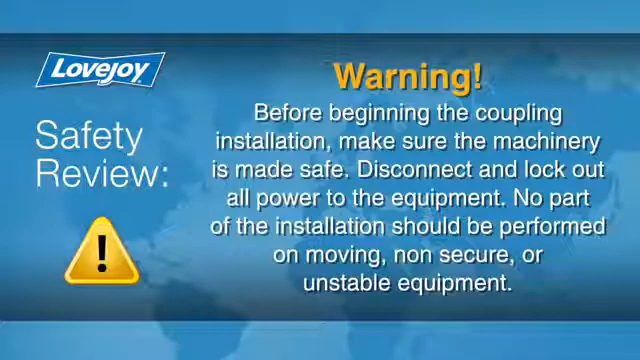 Lovejoy
Safety
Review:
Warning!
Before beginning the coupling
installation, make sure the machinery
is made safe. Disconnect and lock out
all power to the equipment. No part
of the installation should be performed
on moving, non secure, or
unstable equipment.